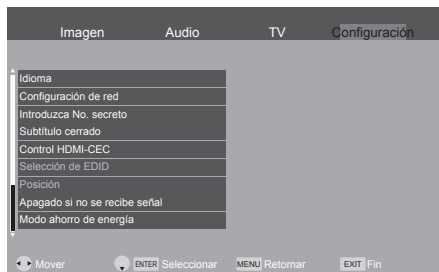 Imagen Audio TV Configuración
Idioma
Configuración de red
Introduzca No. secreto
Subtítulo cerrado
Control HDMI-CEC
Selección de EDID
Posición
Apagado si no se recibe señal
Modo ahorro de energía
Mover ENTER Seleccionar MENU Retornar EXIT Fin